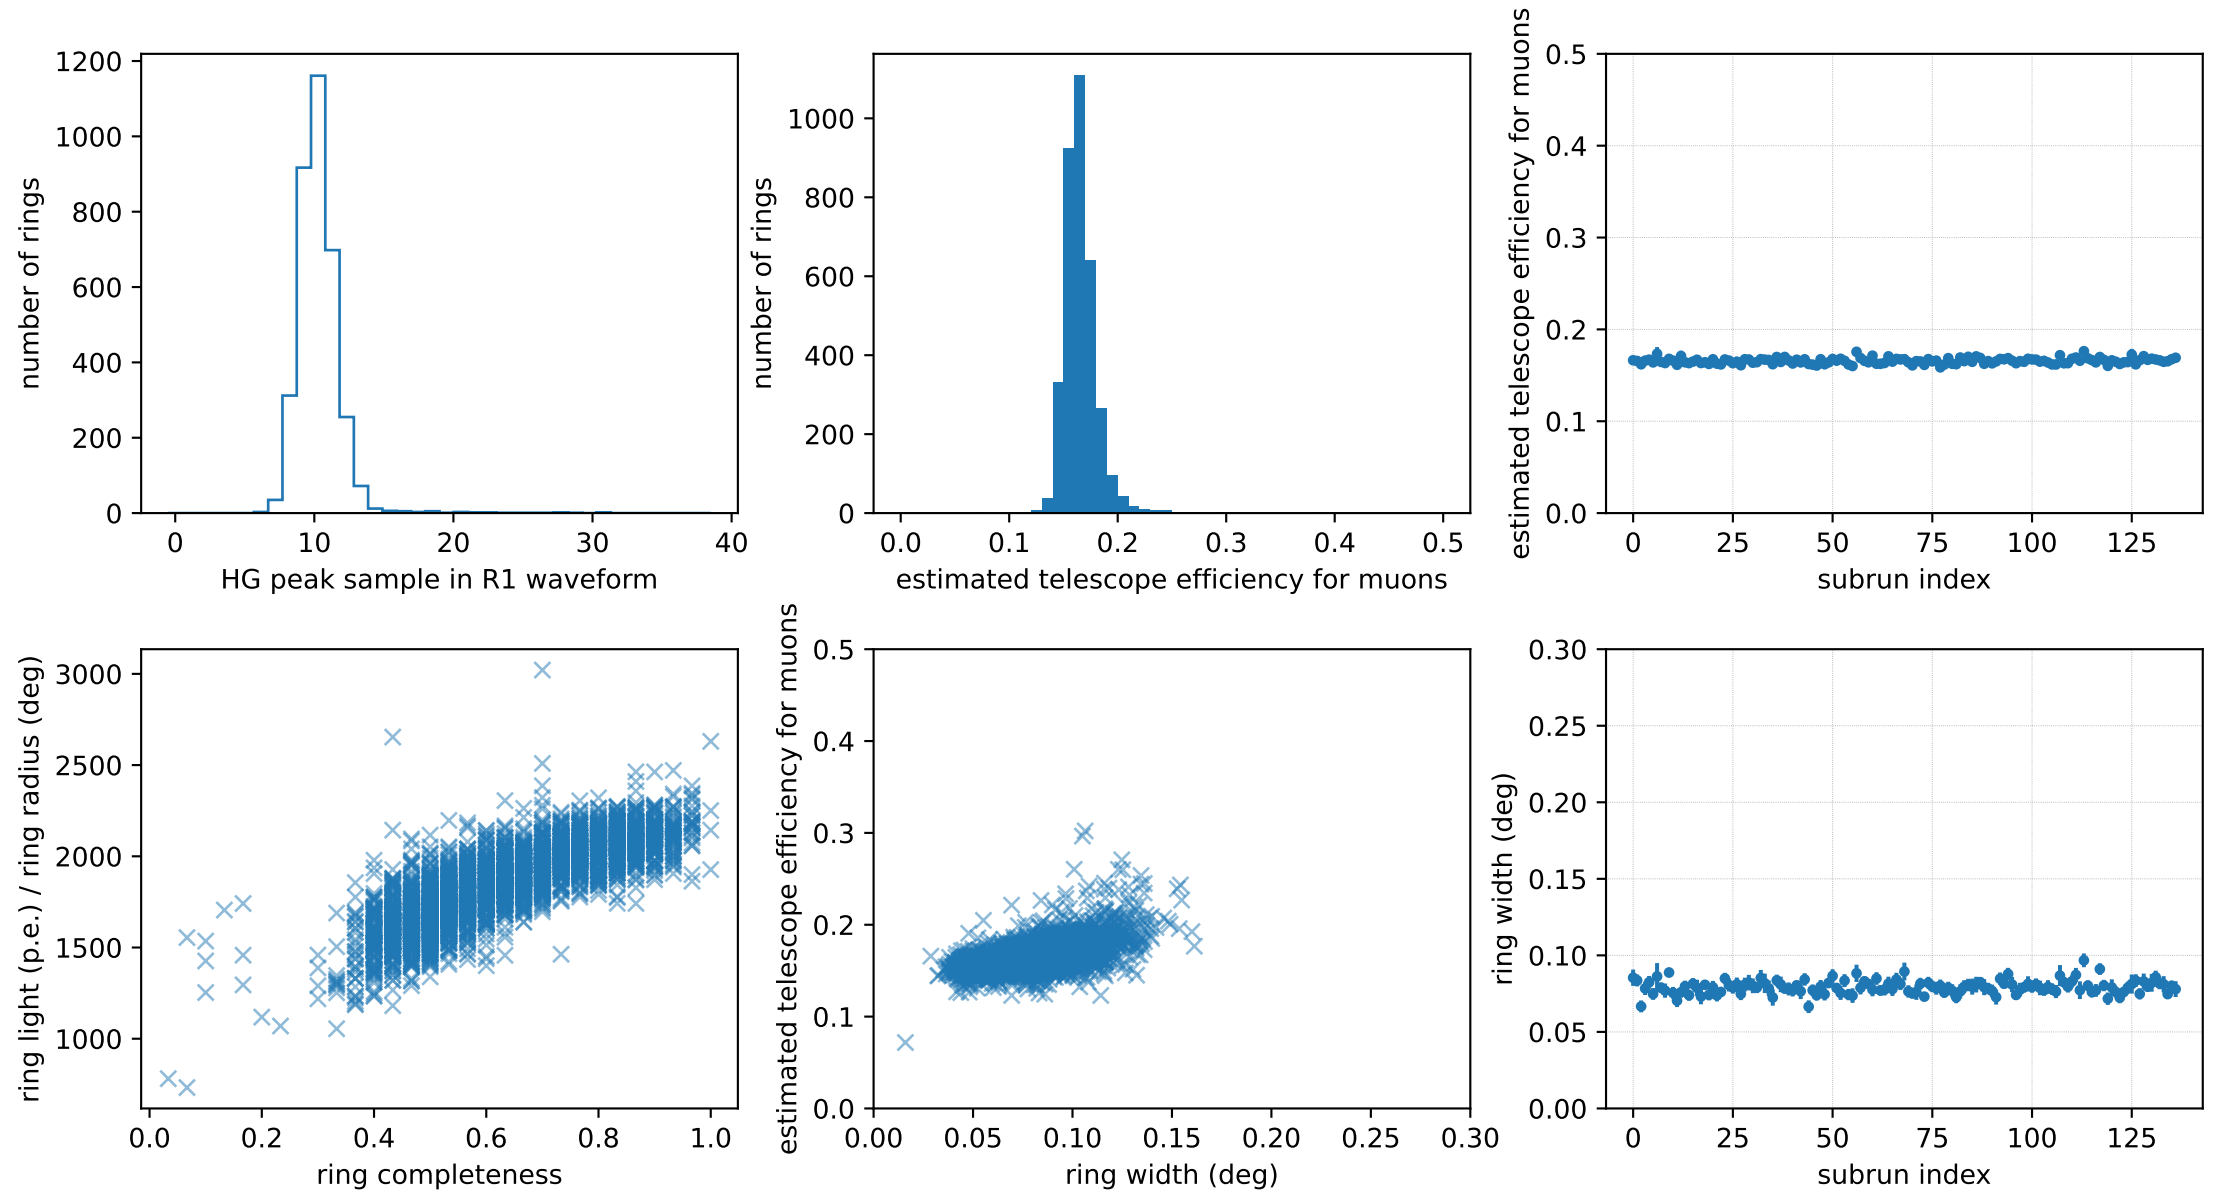 number of rings
1200
1000
800
600
400
200
0
0 10 20 30 40
HG peak sample in R1 waveform
number of rings
1000
800
600
400
200
0
0.0 0.1 0.2 0.3 0.4 0.5
estimated telescope efficiency for muons
estimated telescope efficiency for muons
0.5
0.4
0.3
0.2
0.1
0.0
0 25 50 75 100 125
subrun index
ring light (p.e.) / ring radius (deg)
3000
2500
2000
1500
1000
0.0 0.2 0.4 0.6 0.8 1.0
ring completeness
estimated telescope efficiency for muons
0.5
0.4
0.3
0.2
0.1
0.0
0.00 0.05 0.10 0.15 0.20 0.25 0.30
ring width (deg)
ring width (deg)
0.30
0.25
0.20
0.15
0.10
0.05
0.00
0 25 50 75 100 125
subrun index